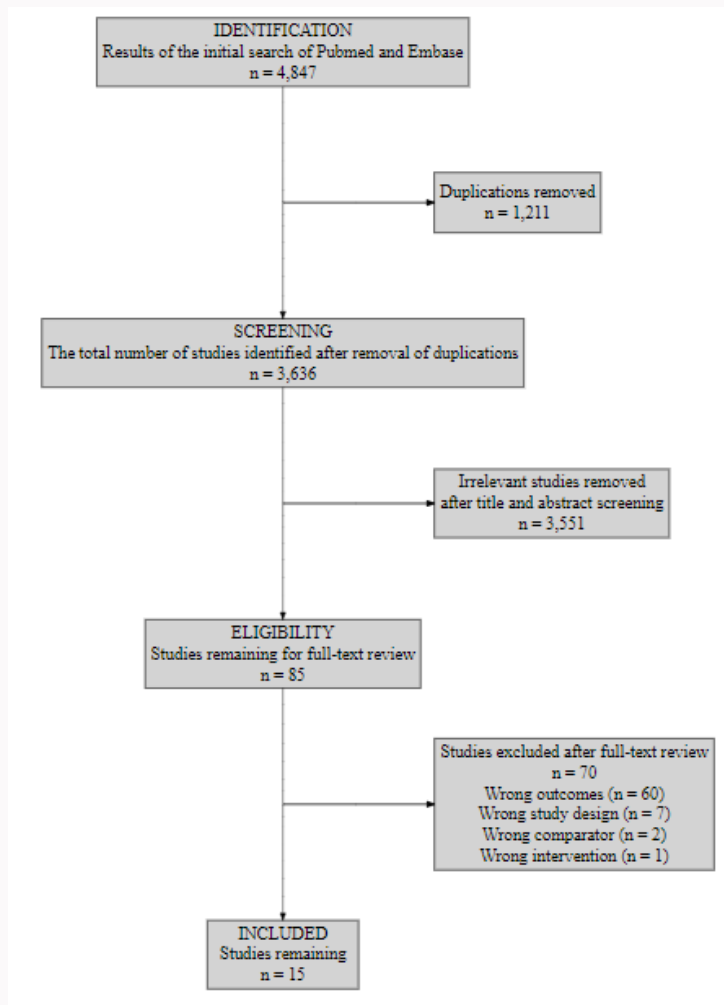 IDENTIFICATION
Results of the initial search of Pubmed and Embase
n = 4,847
Duplications removed
n = 1,211
SCREENING
The total number of studies identified after removal of duplications
n = 3,636
Irrelevant studies removed
after title and abstract screening
n = 3,551
ELIGIBILITY
Studies remaining for full-text review
n = 85
Studies excluded after full-text review
n = 70
Wrong outcomes (n = 60)
Wrong study design (n = 7)
Wrong comparator (n = 2)
Wrong intervention (n = 1)
INCLUDED
Studies remaining
n = 15